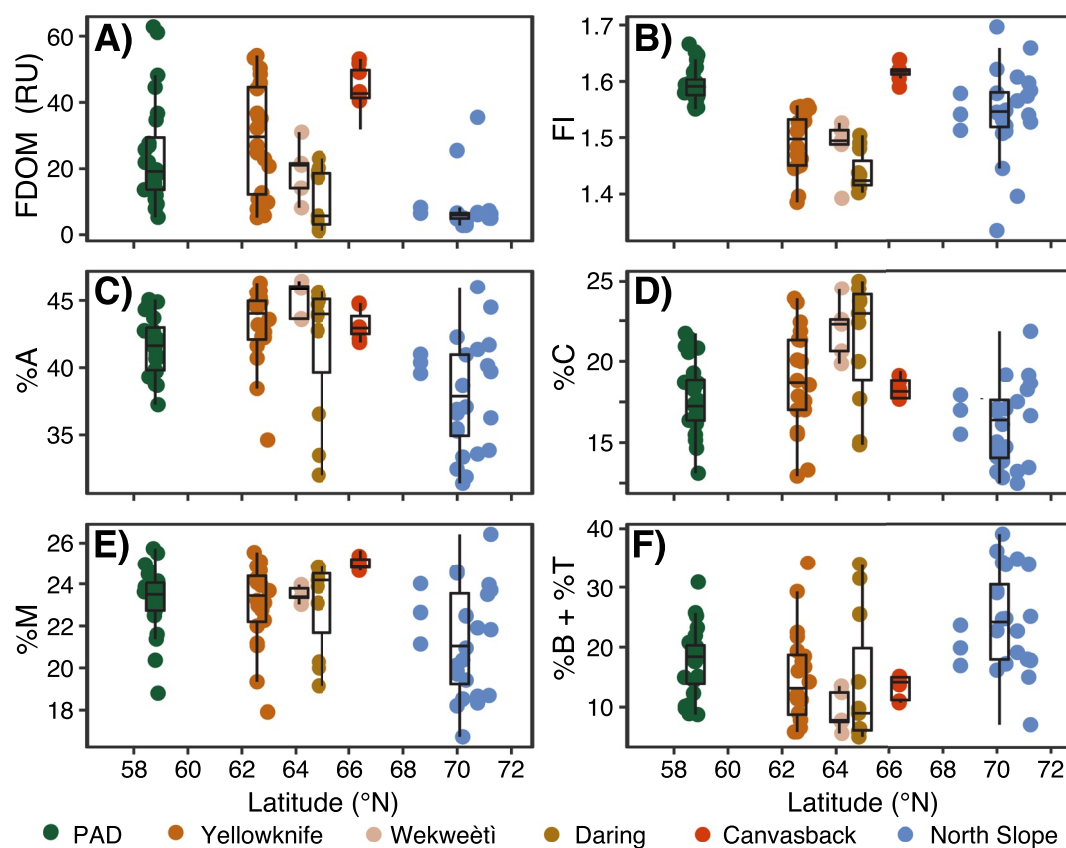 A)
B)
60
40
20
0
FDOM (RU)
1.7
1.6
1.5
1.4
FI
C)
D)
45
40
35
%A
25
20
15
%C
E)
F)
26
24
22
20
18
%M
40
30
20
10
%B + %T
58 60 62 64 66 68 70 72
58 60 62 64 66 68 70 72
Latitude (°N)
Latitude (°N)
PAD Yellowknife Wekweètì Daring Canvasback North Slope